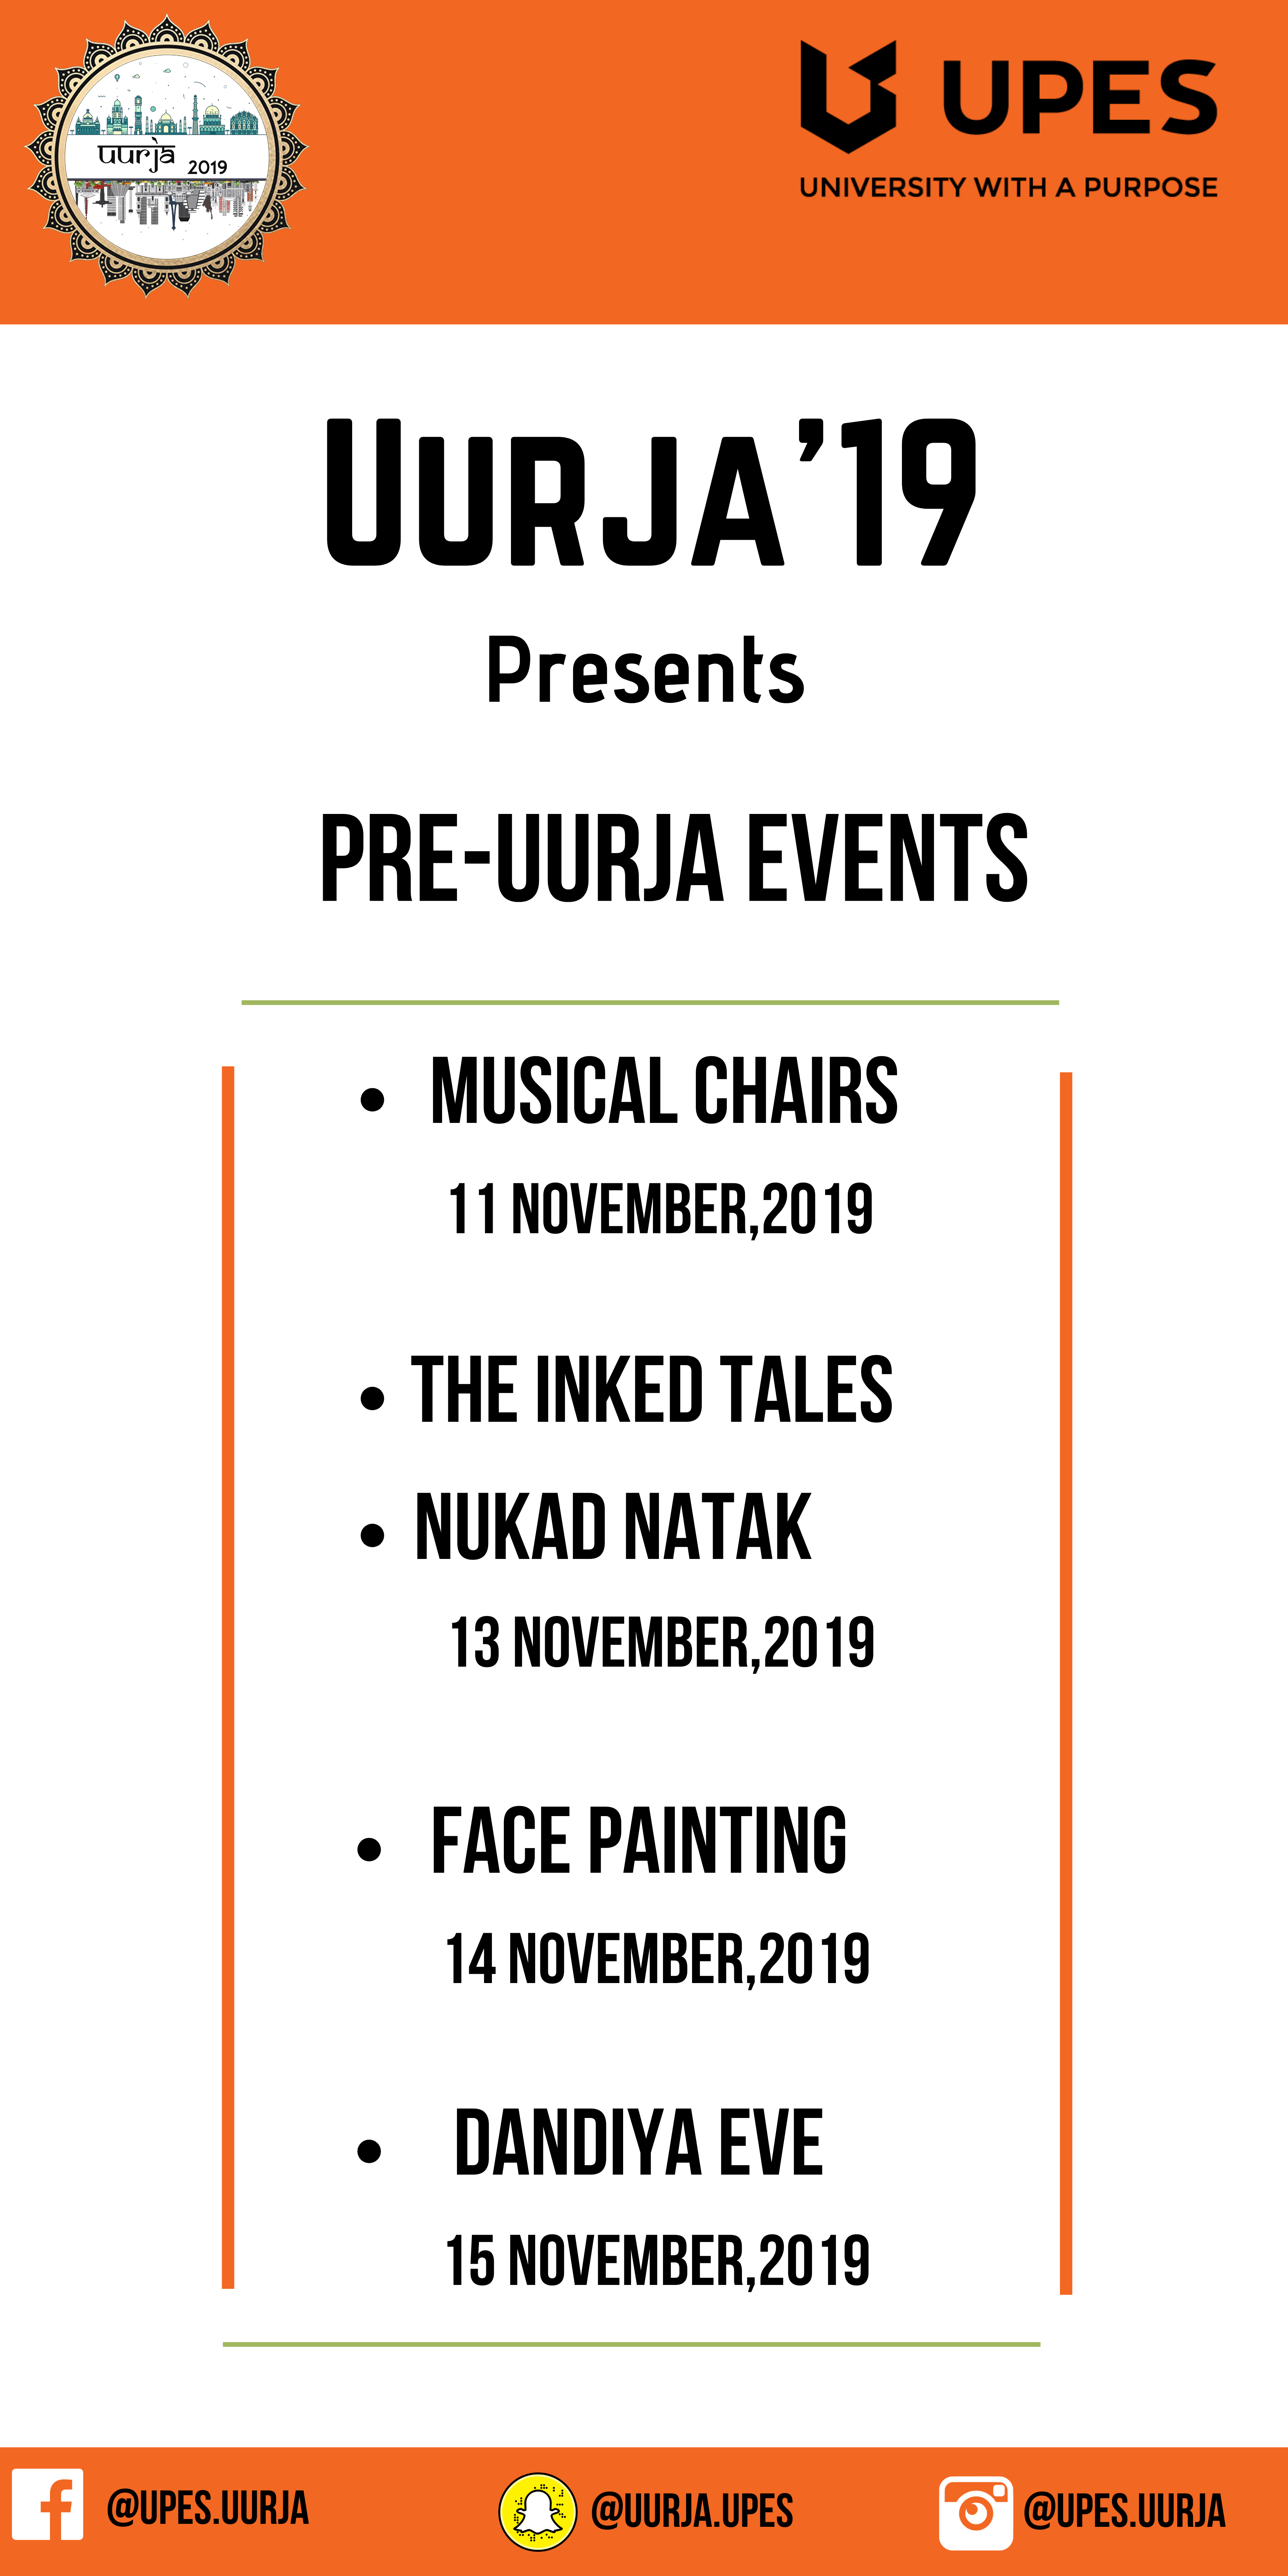 uurja 2019
UPES
UNIVERSITY WITH A PURPOSE
UURJA'19
Presents
PRE-UURJA EVENTS
• MUSICAL CHAIRS
11 NOVEMBER,2019
• THE INKED TALES
• NUKAD NATAK
13 NOVEMBER,2019
• FACE PAINTING
14 NOVEMBER,2019
• DANDIYA EVE
15 NOVEMBER,2019
@UPES.UURJA
@UURJA.UPES
@UPES.UURJA